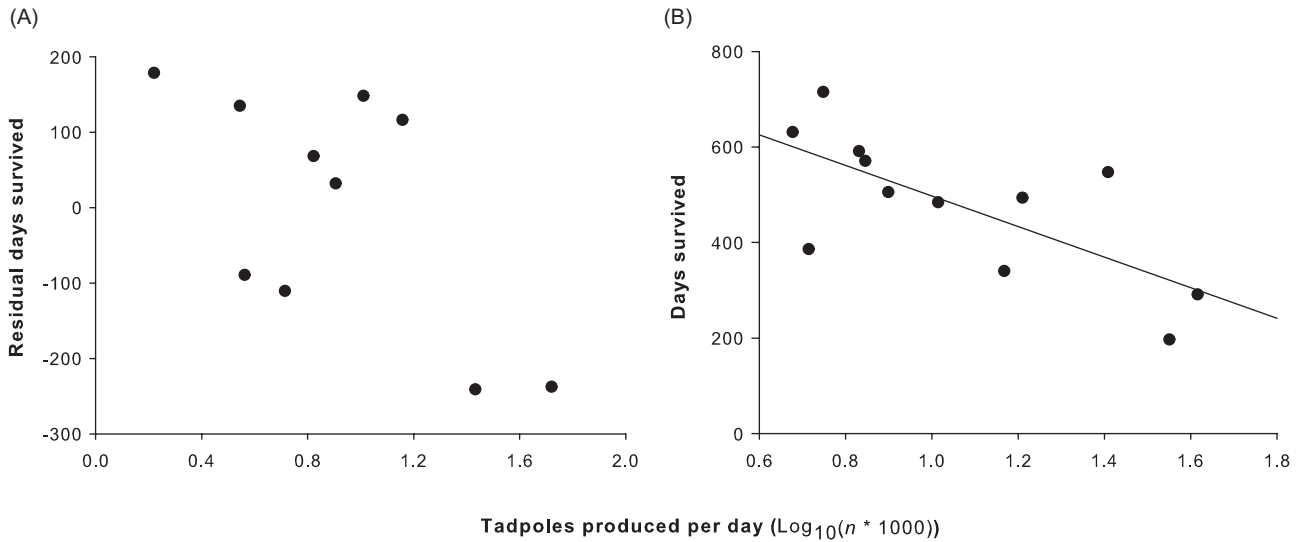 (A)
(B)
Residual days survived
200
100
0
-100
-200
-300
0.0 0.4 0.8 1.2 1.6 2.0
Days survived
800
600
400
200
0
0.6 0.8 1.0 1.2 1.4 1.6 1.8
Tadpoles produced per day (Log10(n * 1000))